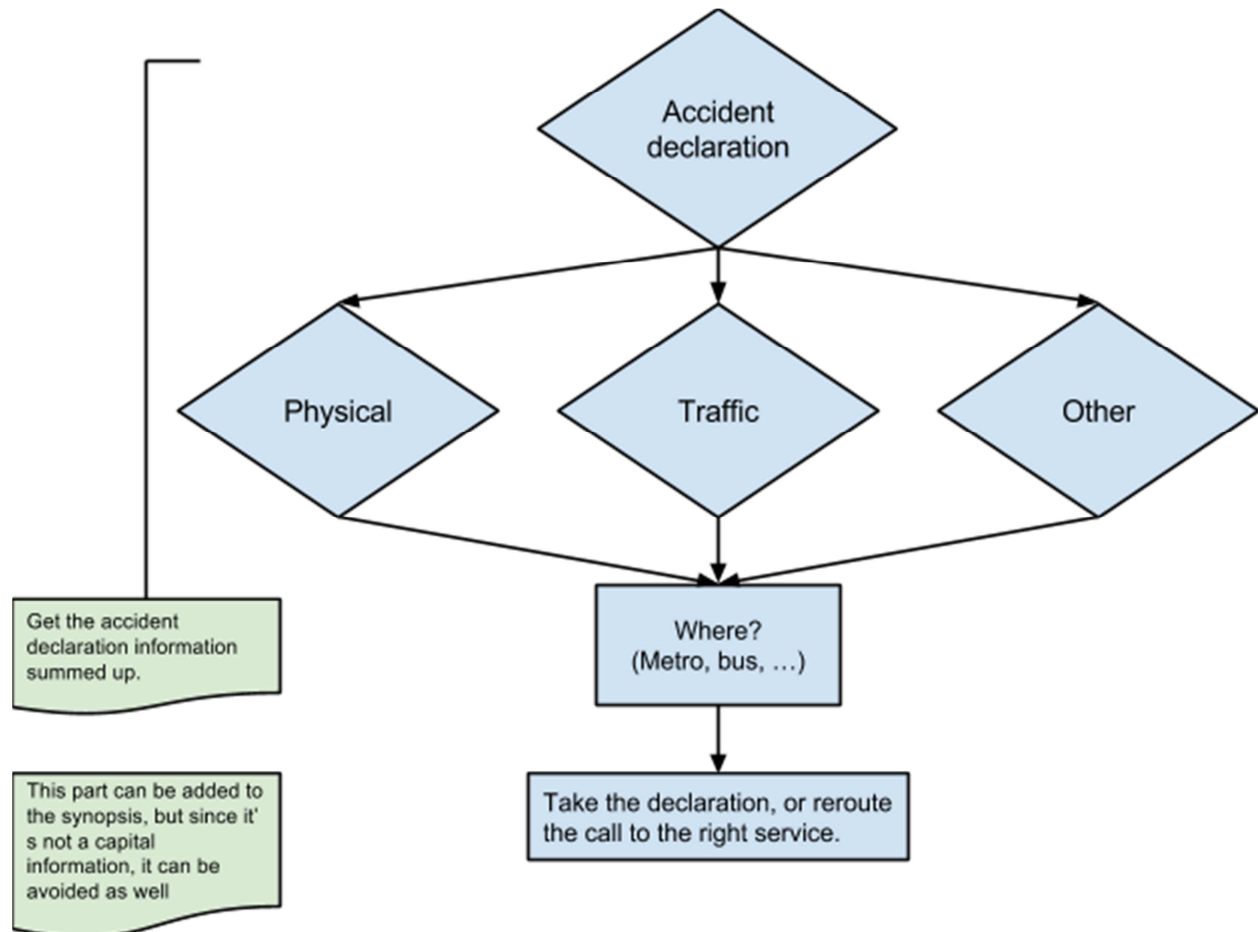 Accident
declaration
Physical
Traffic
Other
Where?
(Metro, bus, …)
Take the declaration, or reroute
the call to the right service.
Get the accident
declaration information
summed up.
This part can be added to
the synopsis, but since it'
s not a capital
information, it can be
avoided as well